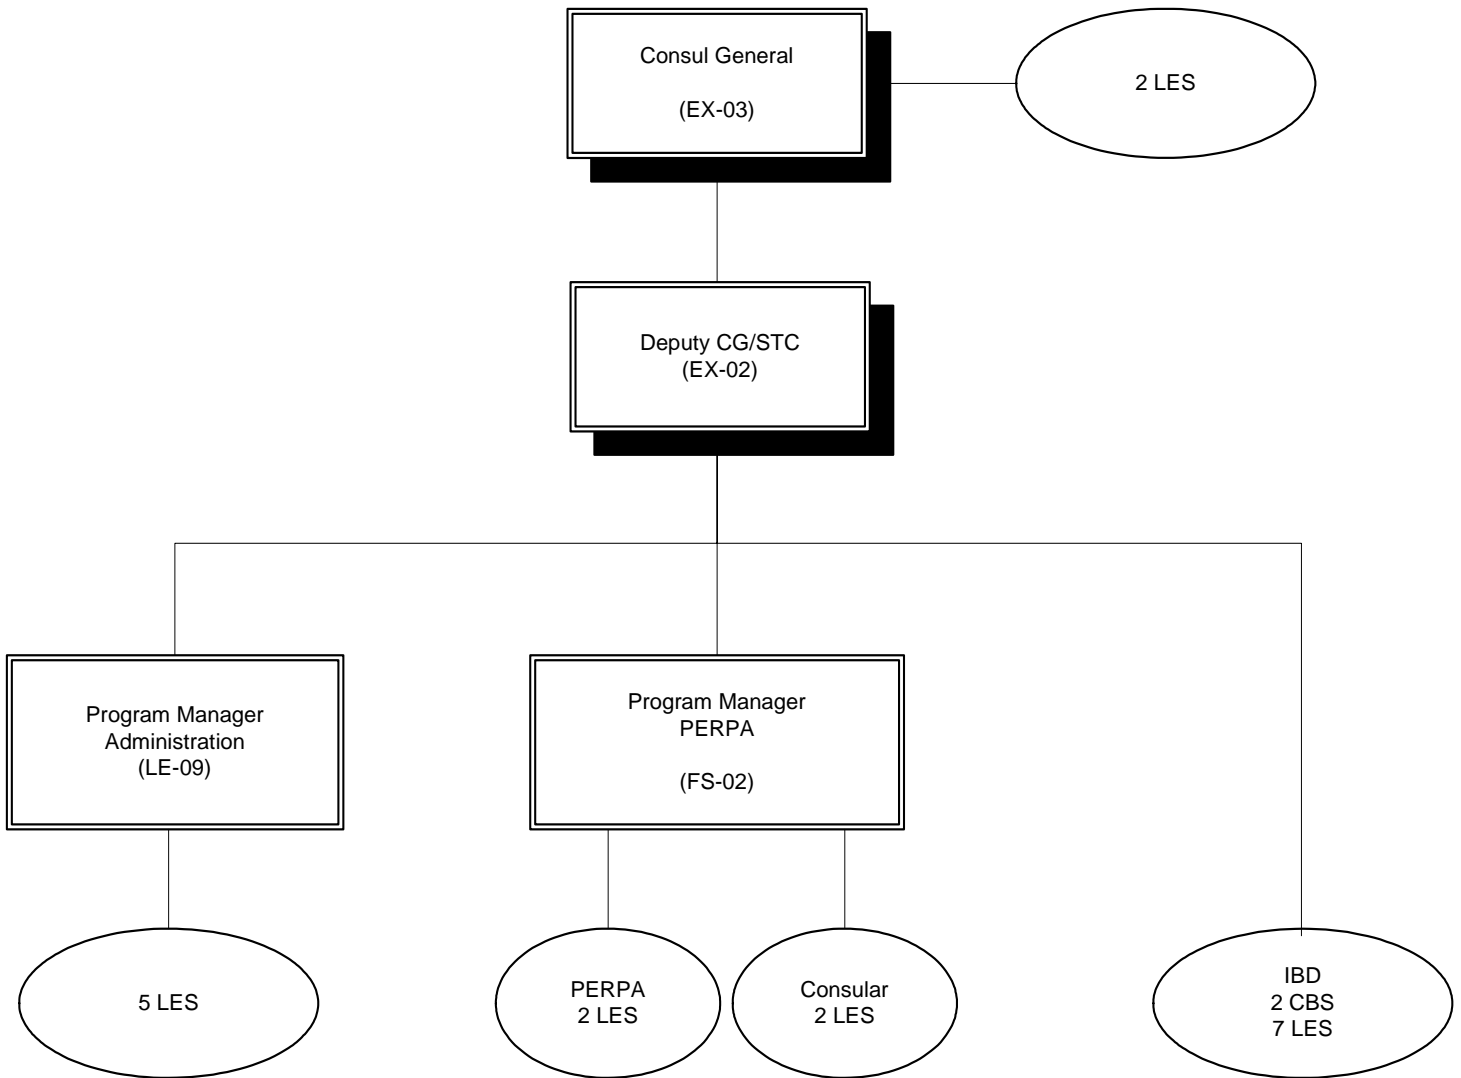 Consul General
(EX-03)
2 LES
Deputy CG/STC
(EX-02)
Program Manager
Administration
(LE-09)
Program Manager
PERPA
(FS-02)
5 LES
PERPA
2 LES
Consular
2 LES
IBD
2 CBS
7 LES